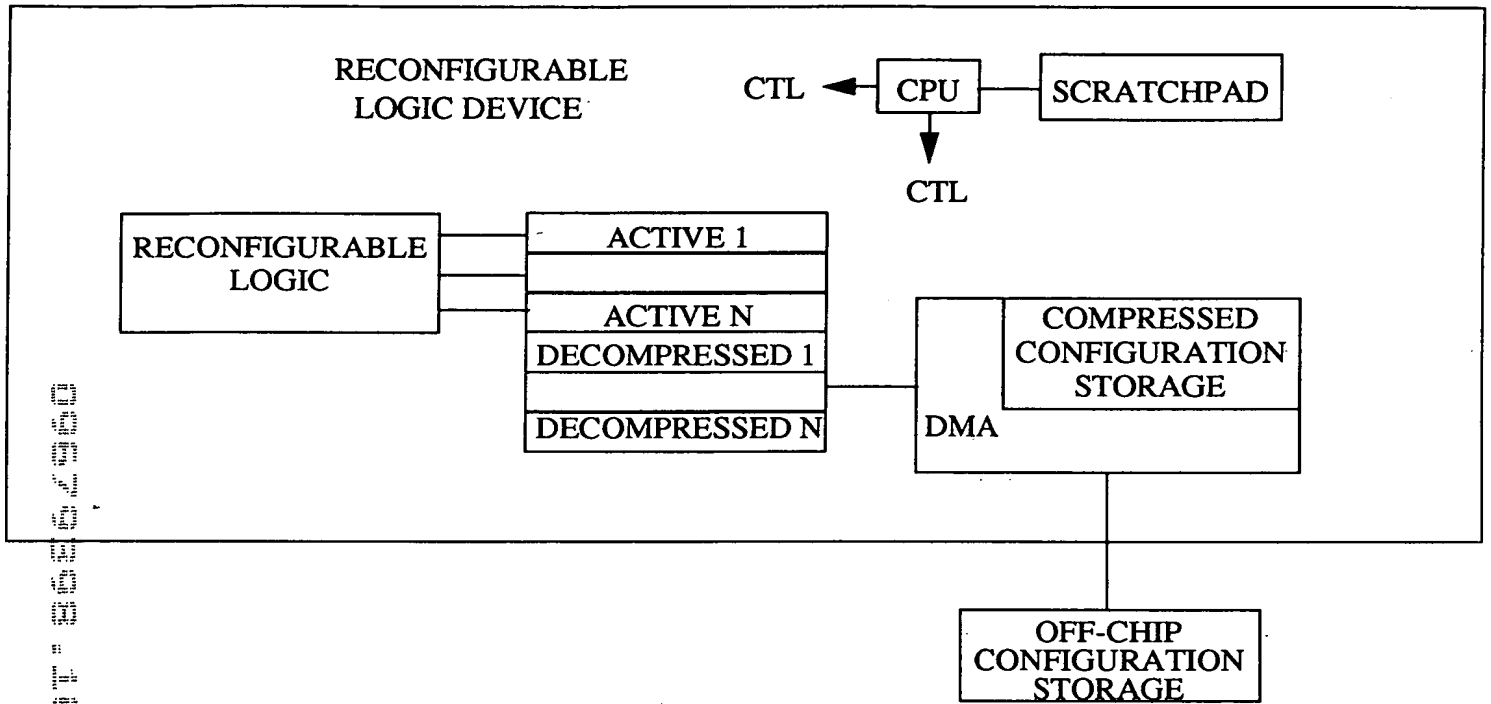 RECONFIGURABLE
LOGIC DEVICE
CTL
CPU
SCRATCHPAD
CTL
RECONFIGURABLE
LOGIC
ACTIVE 1
ACTIVE N
DECOMPRESSED 1
DECOMPRESSED N
DMA
COMPRESSED
CONFIGURATION
STORAGE
OFF-CHIP
CONFIGURATION
STORAGE